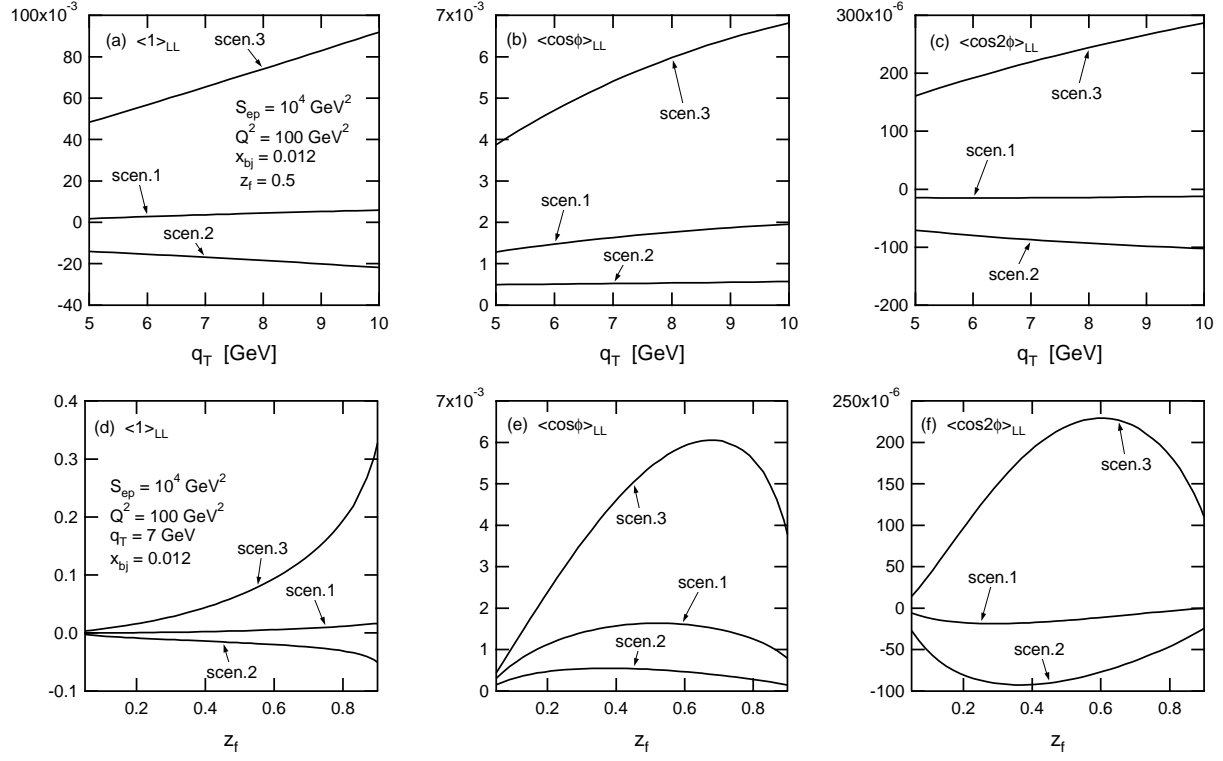 100x10⁻³
80
60
40
20
0
-20
-40
5 6 7 8 9 10
q_T [GeV]
(a) <1>_LL
scen.3
S_ep = 10⁴ GeV²
Q² = 100 GeV²
x_bj = 0.012
z_f = 0.5
scen.1
scen.2
7x10⁻³
6
5
4
3
2
1
0
5 6 7 8 9 10
q_T [GeV]
(b) <cosϕ>_LL
scen.3
scen.1
scen.2
300x10⁻⁶
200
100
0
-100
-200
5 6 7 8 9 10
q_T [GeV]
(c) <cos2ϕ>_LL
scen.3
scen.1
scen.2
0.4
0.3
0.2
0.1
0.0
-0.1
0.2 0.4 0.6 0.8
z_f
(d) <1>_LL
S_ep = 10⁴ GeV²
Q² = 100 GeV²
q_T = 7 GeV
x_bj = 0.012
scen.3
scen.1
scen.2
7x10⁻³
6
5
4
3
2
1
0
0.2 0.4 0.6 0.8
z_f
(e) <cosϕ>_LL
scen.3
scen.1
scen.2
250x10⁻⁶
200
150
100
50
0
-50
-100
0.2 0.4 0.6 0.8
z_f
(f) <cos2ϕ>_LL
scen.3
scen.1
scen.2